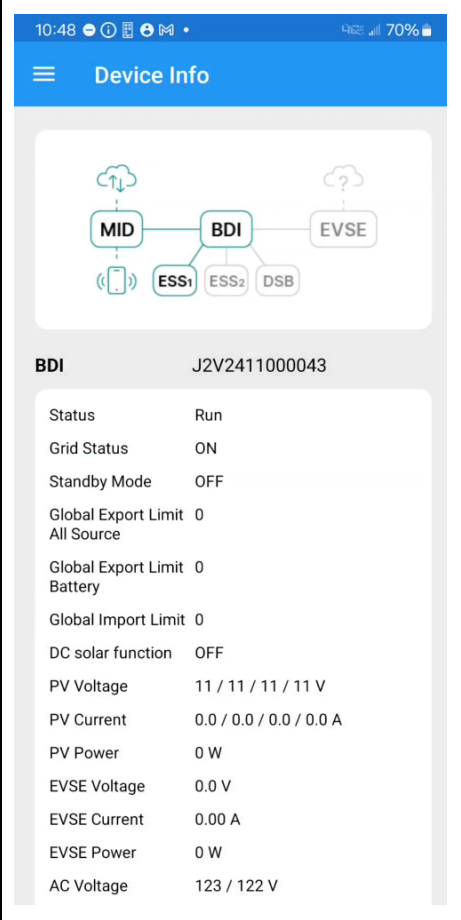 10:48
70%
Device Info
?
MID
BDI
EVSE
ESS1
ESS2
DSB
BDI J2V2411000043
Status Run
Grid Status ON
Standby Mode OFF
Global Export Limit 0
All Source
Global Export Limit 0
Battery
Global Import Limit 0
DC solar function OFF
PV Voltage 11 / 11 / 11 / 11 V
PV Current 0.0 / 0.0 / 0.0 / 0.0 A
PV Power 0 W
EVSE Voltage 0.0 V
EVSE Current 0.00 A
EVSE Power 0 W
AC Voltage 123 / 122 V